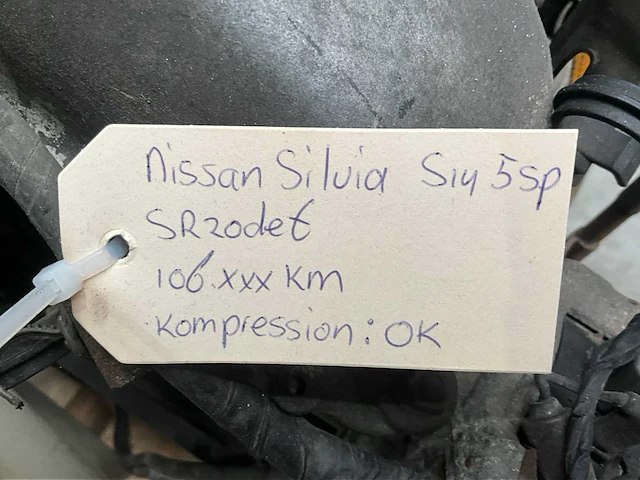 Nissan Silvia S14 5sp
SR20det
106.xxx Km
Kompression: OK